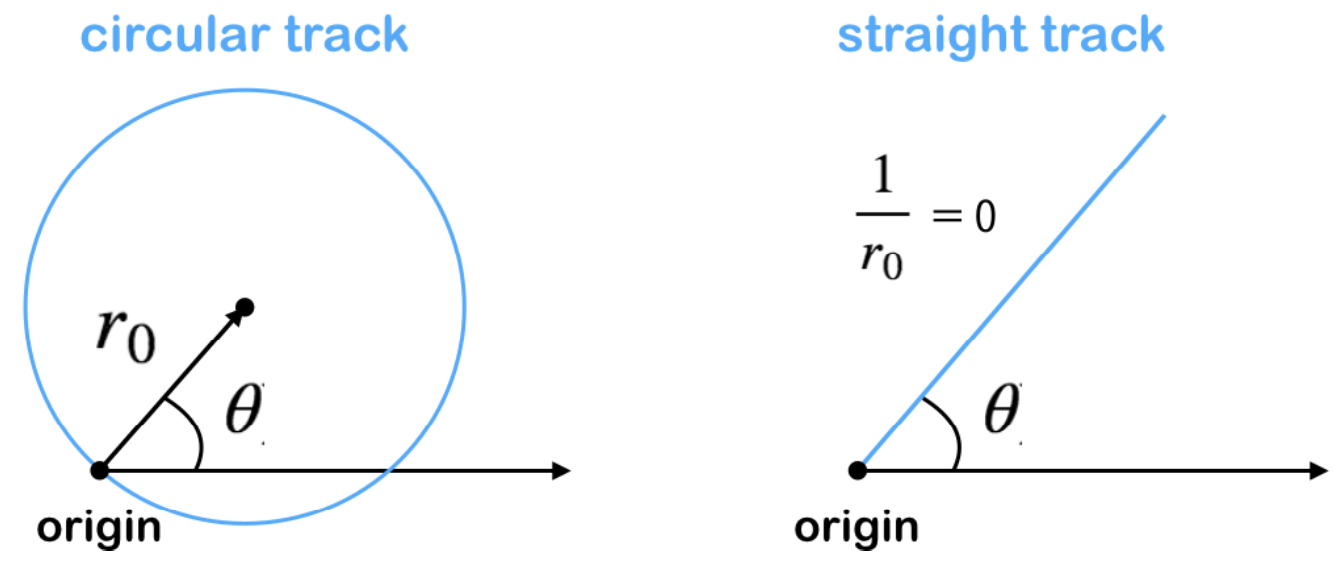 circular track
straight track
r₀
θ
origin
1
r₀
= 0
θ
origin